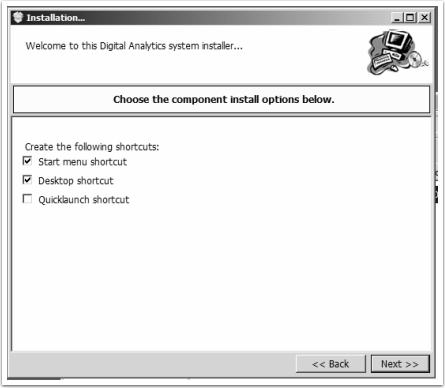 Installation...
Welcome to this Digital Analytics system installer...
Choose the component install options below.
Create the following shortcuts:
Start menu shortcut
Desktop shortcut
Quicklaunch shortcut
<< Back
Next >>